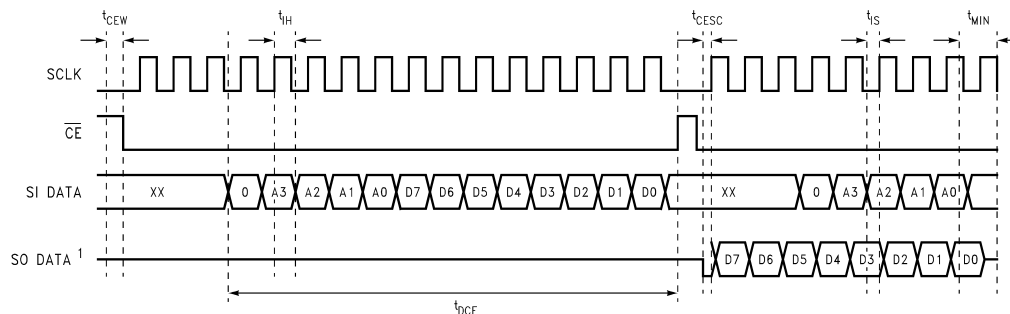 tCEW tIH tCESC tIS tMIN
SCLK
CE
SI DATA XX 0 A3 A2 A1 A0 D7 D6 D5 D4 D3 D2 D1 D0 XX 0 A3 A2 A1 A0
SO DATA 1 D7 D6 D5 D4 D3 D2 D1 D0
tDCE